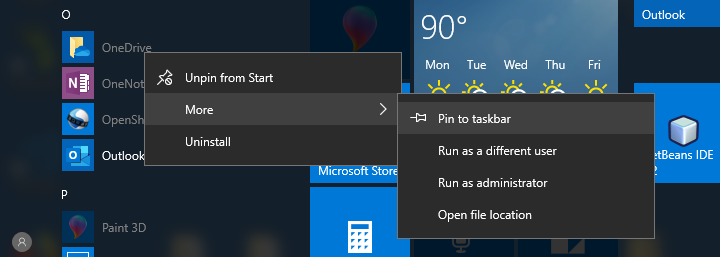 O
OneDrive
OneNot
OpenSh
Outlook
P
Paint 3D
Unpin from Start
More
Uninstall
Pin to taskbar
Run as a different user
Run as administrator
Open file location
90°
Mon Tue Wed Thu Fri
Microsoft Store
Outlook
etBeans IDE
2